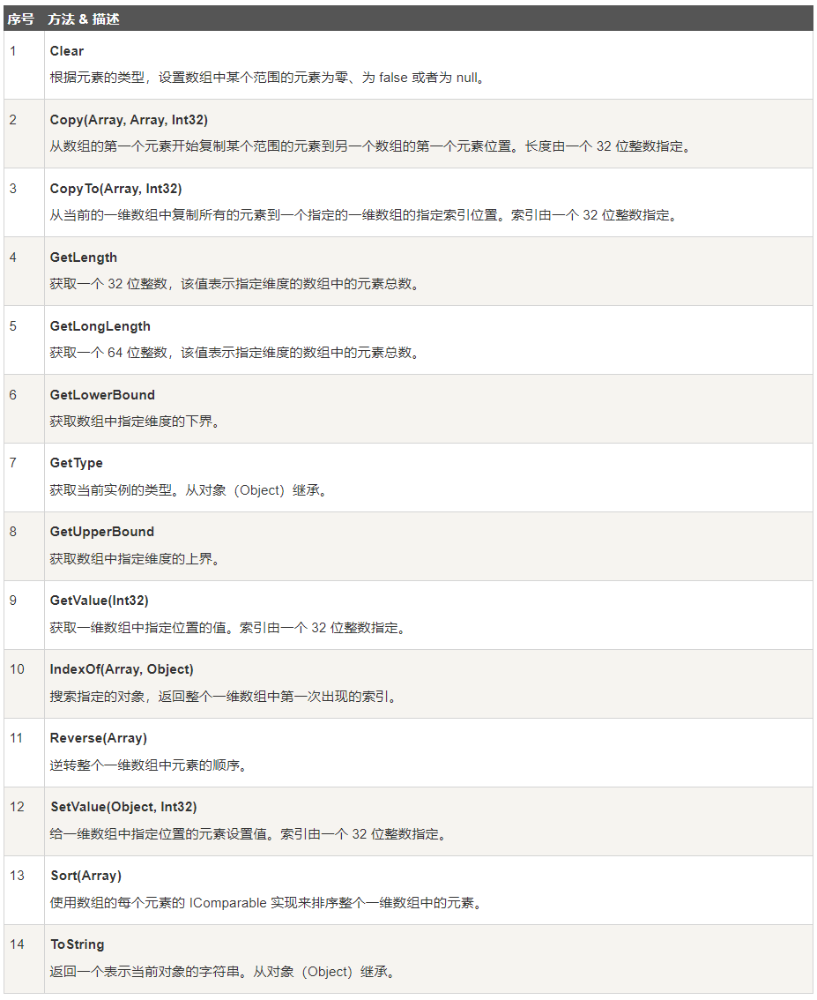 序号 方法 & 描述
1 Clear
根据元素的类型，设置数组中某个范围的元素为零、为 false 或者为 null。
2 Copy(Array, Array, Int32)
从数组的第一个元素开始复制某个范围的元素到另一个数组的第一个元素位置。长度由一个 32 位整数指定。
3 CopyTo(Array, Int32)
从当前的一维数组中复制所有的元素到一个指定的一维数组的指定索引位置。索引由一个 32 位整数指定。
4 GetLength
获取一个 32 位整数，该值表示指定维度的数组中的元素总数。
5 GetLongLength
获取一个 64 位整数，该值表示指定维度的数组中的元素总数。
6 GetLowerBound
获取数组中指定维度的下界。
7 GetType
获取当前实例的类型。从对象（Object）继承。
8 GetUpperBound
获取数组中指定维度的上界。
9 GetValue(Int32)
获取一维数组中指定位置的值。索引由一个 32 位整数指定。
10 IndexOf(Array, Object)
搜索指定的对象，返回整个一维数组中第一次出现的索引。
11 Reverse(Array)
逆转整个一维数组中元素的顺序。
12 SetValue(Object, Int32)
给一维数组中指定位置的元素设置值。索引由一个 32 位整数指定。
13 Sort(Array)
使用数组的每个元素的 IComparable 实现来排序整个一维数组中的元素。
14 ToString
返回一个表示当前对象的字符串。从对象（Object）继承。